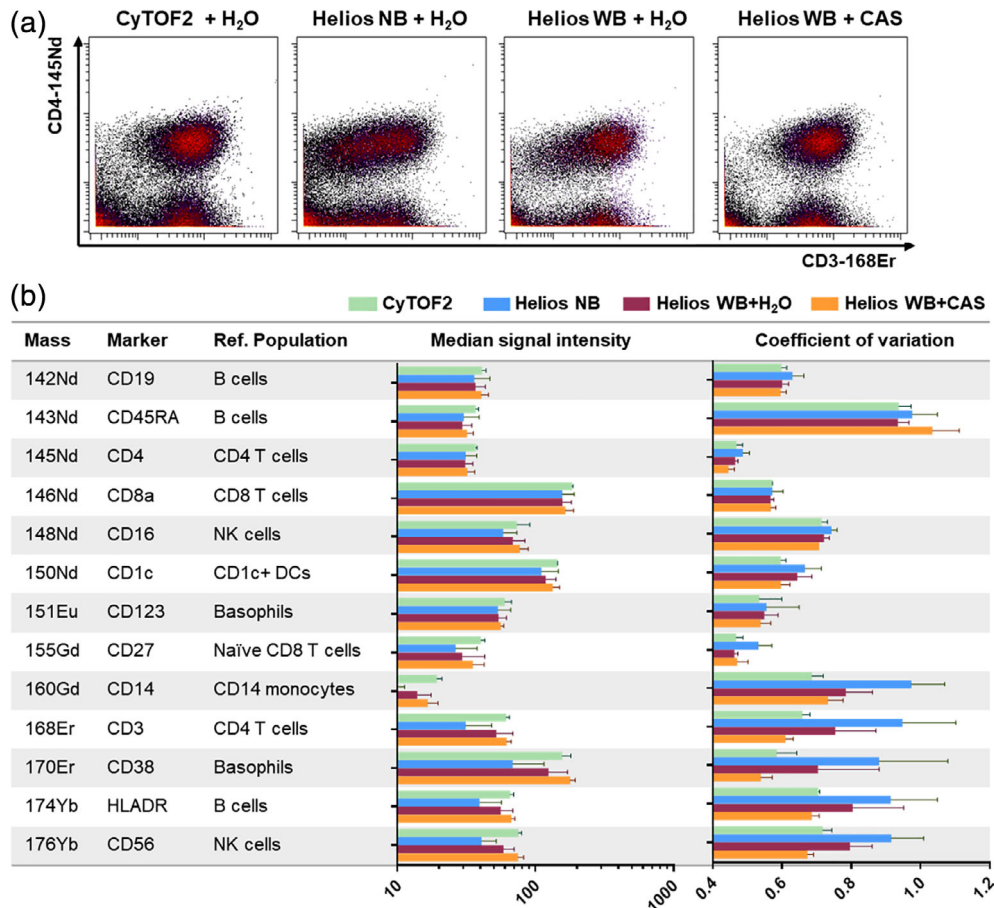 (a)
CyTOF2 + H₂O Helios NB + H₂O Helios WB + H₂O Helios WB + CAS
CD4-145Nd
CD3-168Er
(b)
CyTOF2 Helios NB Helios WB+H₂O Helios WB+CAS
Mass Marker Ref. Population Median signal intensity Coefficient of variation
142Nd CD19 B cells
143Nd CD45RA B cells
145Nd CD4 CD4 T cells
146Nd CD8a CD8 T cells
148Nd CD16 NK cells
150Nd CD1c CD1c+ DCs
151Eu CD123 Basophils
155Gd CD27 Naïve CD8 T cells
160Gd CD14 CD14 monocytes
168Er CD3 CD4 T cells
170Er CD38 Basophils
174Yb HLADR B cells
176Yb CD56 NK cells
10 100 1000 0.4 0.6 0.8 1.0 1.2